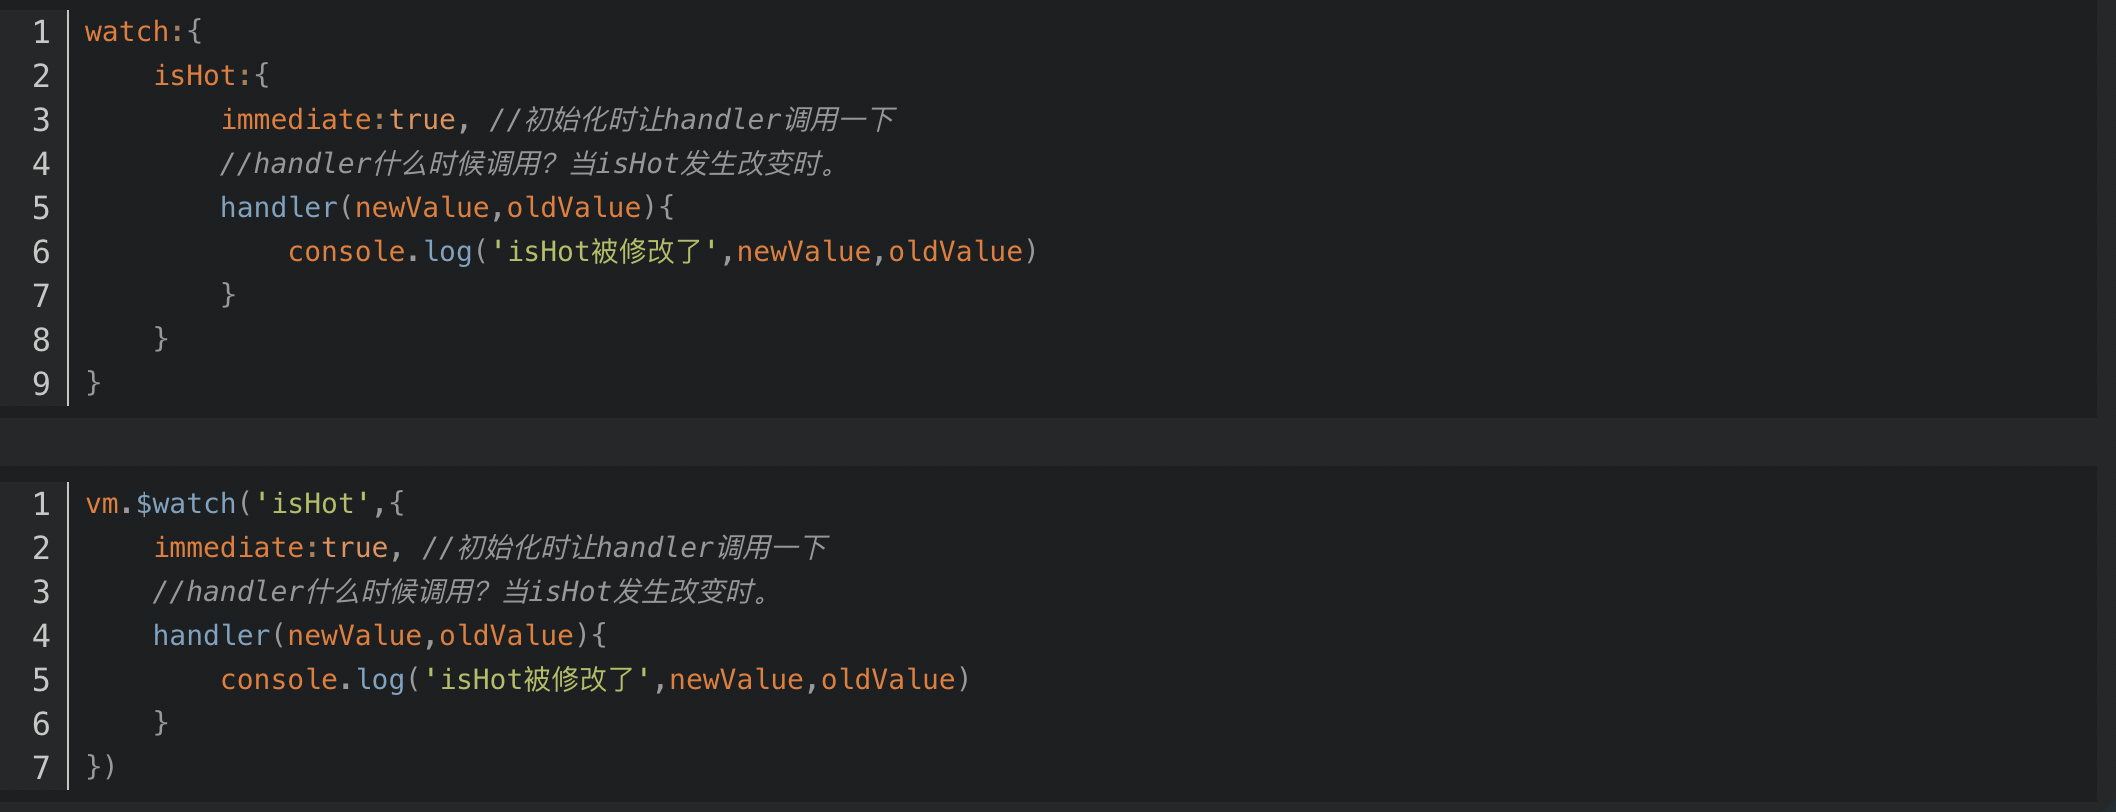 1 watch:{
2     isHot:{
3         immediate:true, //初始化时让handler调用一下
4         //handler什么时候调用？当isHot发生改变时。
5         handler(newValue,oldValue){
6             console.log('isHot被修改了',newValue,oldValue)
7         }
8     }
9 }
1 vm.$watch('isHot',{
2     immediate:true, //初始化时让handler调用一下
3     //handler什么时候调用？当isHot发生改变时。
4     handler(newValue,oldValue){
5         console.log('isHot被修改了',newValue,oldValue)
6     }
7 })